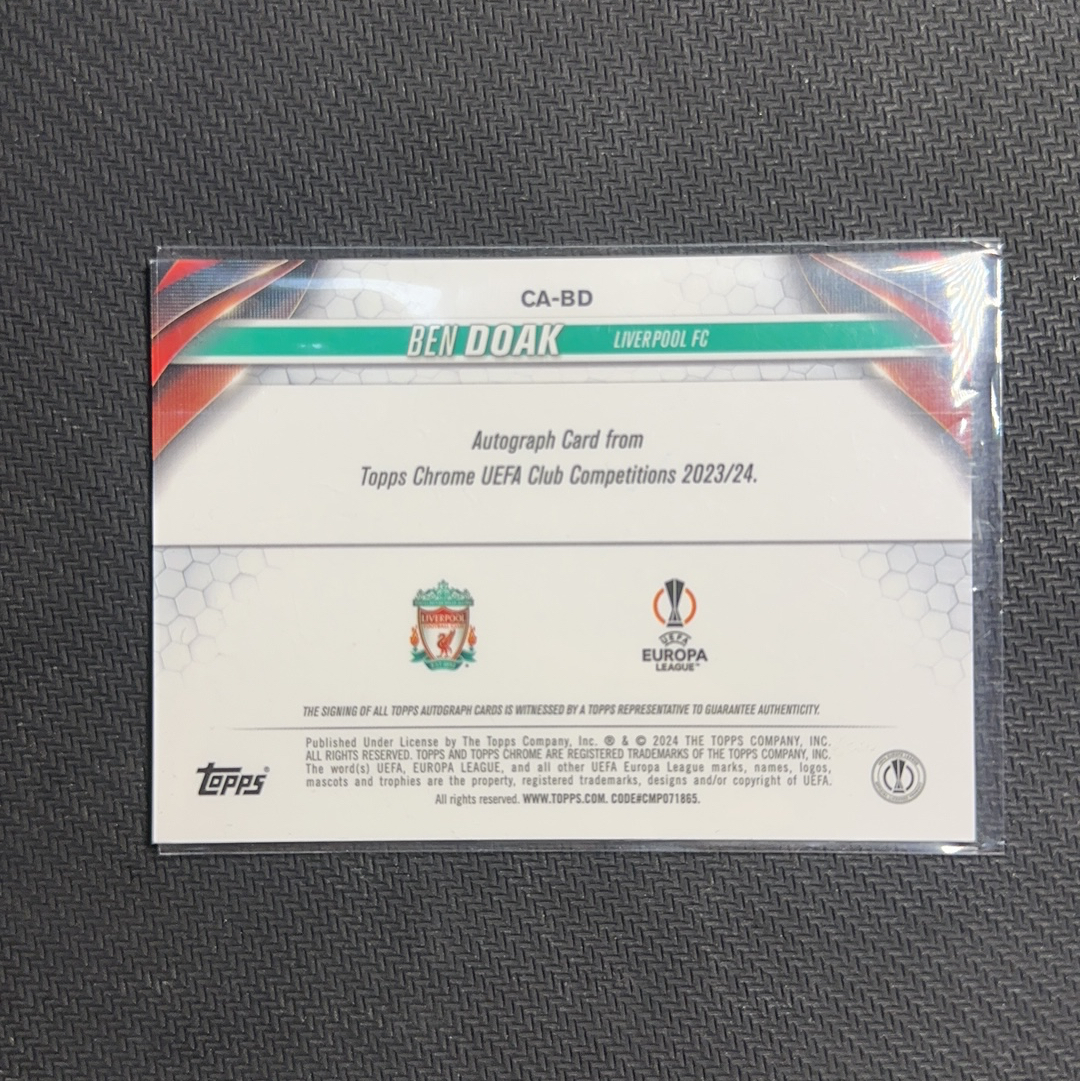 CA-BD
BEN DOAK LIVERPOOL FC
Autograph Card from
Topps Chrome UEFA Club Competitions 2023/24.
LIVERPOOL
UEFA
EUROPA
LEAGUE™
THE SIGNING OF ALL TOPPS AUTOGRAPH CARDS IS WITNESSED BY A TOPPS REPRESENTATIVE TO GUARANTEE AUTHENTICITY.
topps®
Published Under License by The Topps Company, Inc. ® & © 2024 THE TOPPS COMPANY, INC.
ALL RIGHTS RESERVED. TOPPS AND TOPPS CHROME ARE REGISTERED TRADEMARKS OF THE TOPPS COMPANY, INC.
The word(s) UEFA, EUROPA LEAGUE, and all other UEFA Europa League marks, names, logos,
mascots and trophies are the property, registered trademarks, designs and/or copyright of UEFA.
All rights reserved. WWW.TOPPS.COM. CODE#CMP071865.